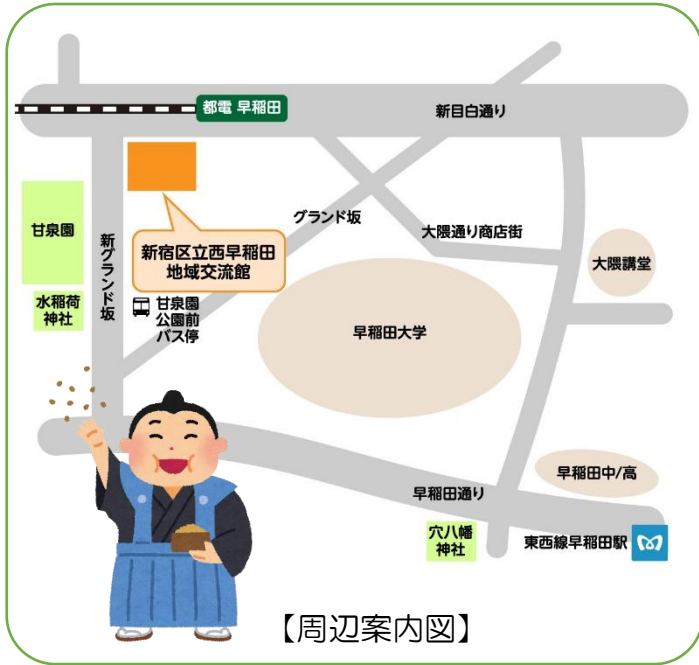 都電 早稲田
新目白通り
甘泉園
新グランド坂
グランド坂
大隈通り商店街
新宿区立西早稲田
地域交流館
大隈講堂
水稲荷
神社
甘泉園
公園前
バス停
早稲田大学
早稲田中/高
早稲田通り
穴八幡
神社
東西線早稲田駅
【周辺案内図】